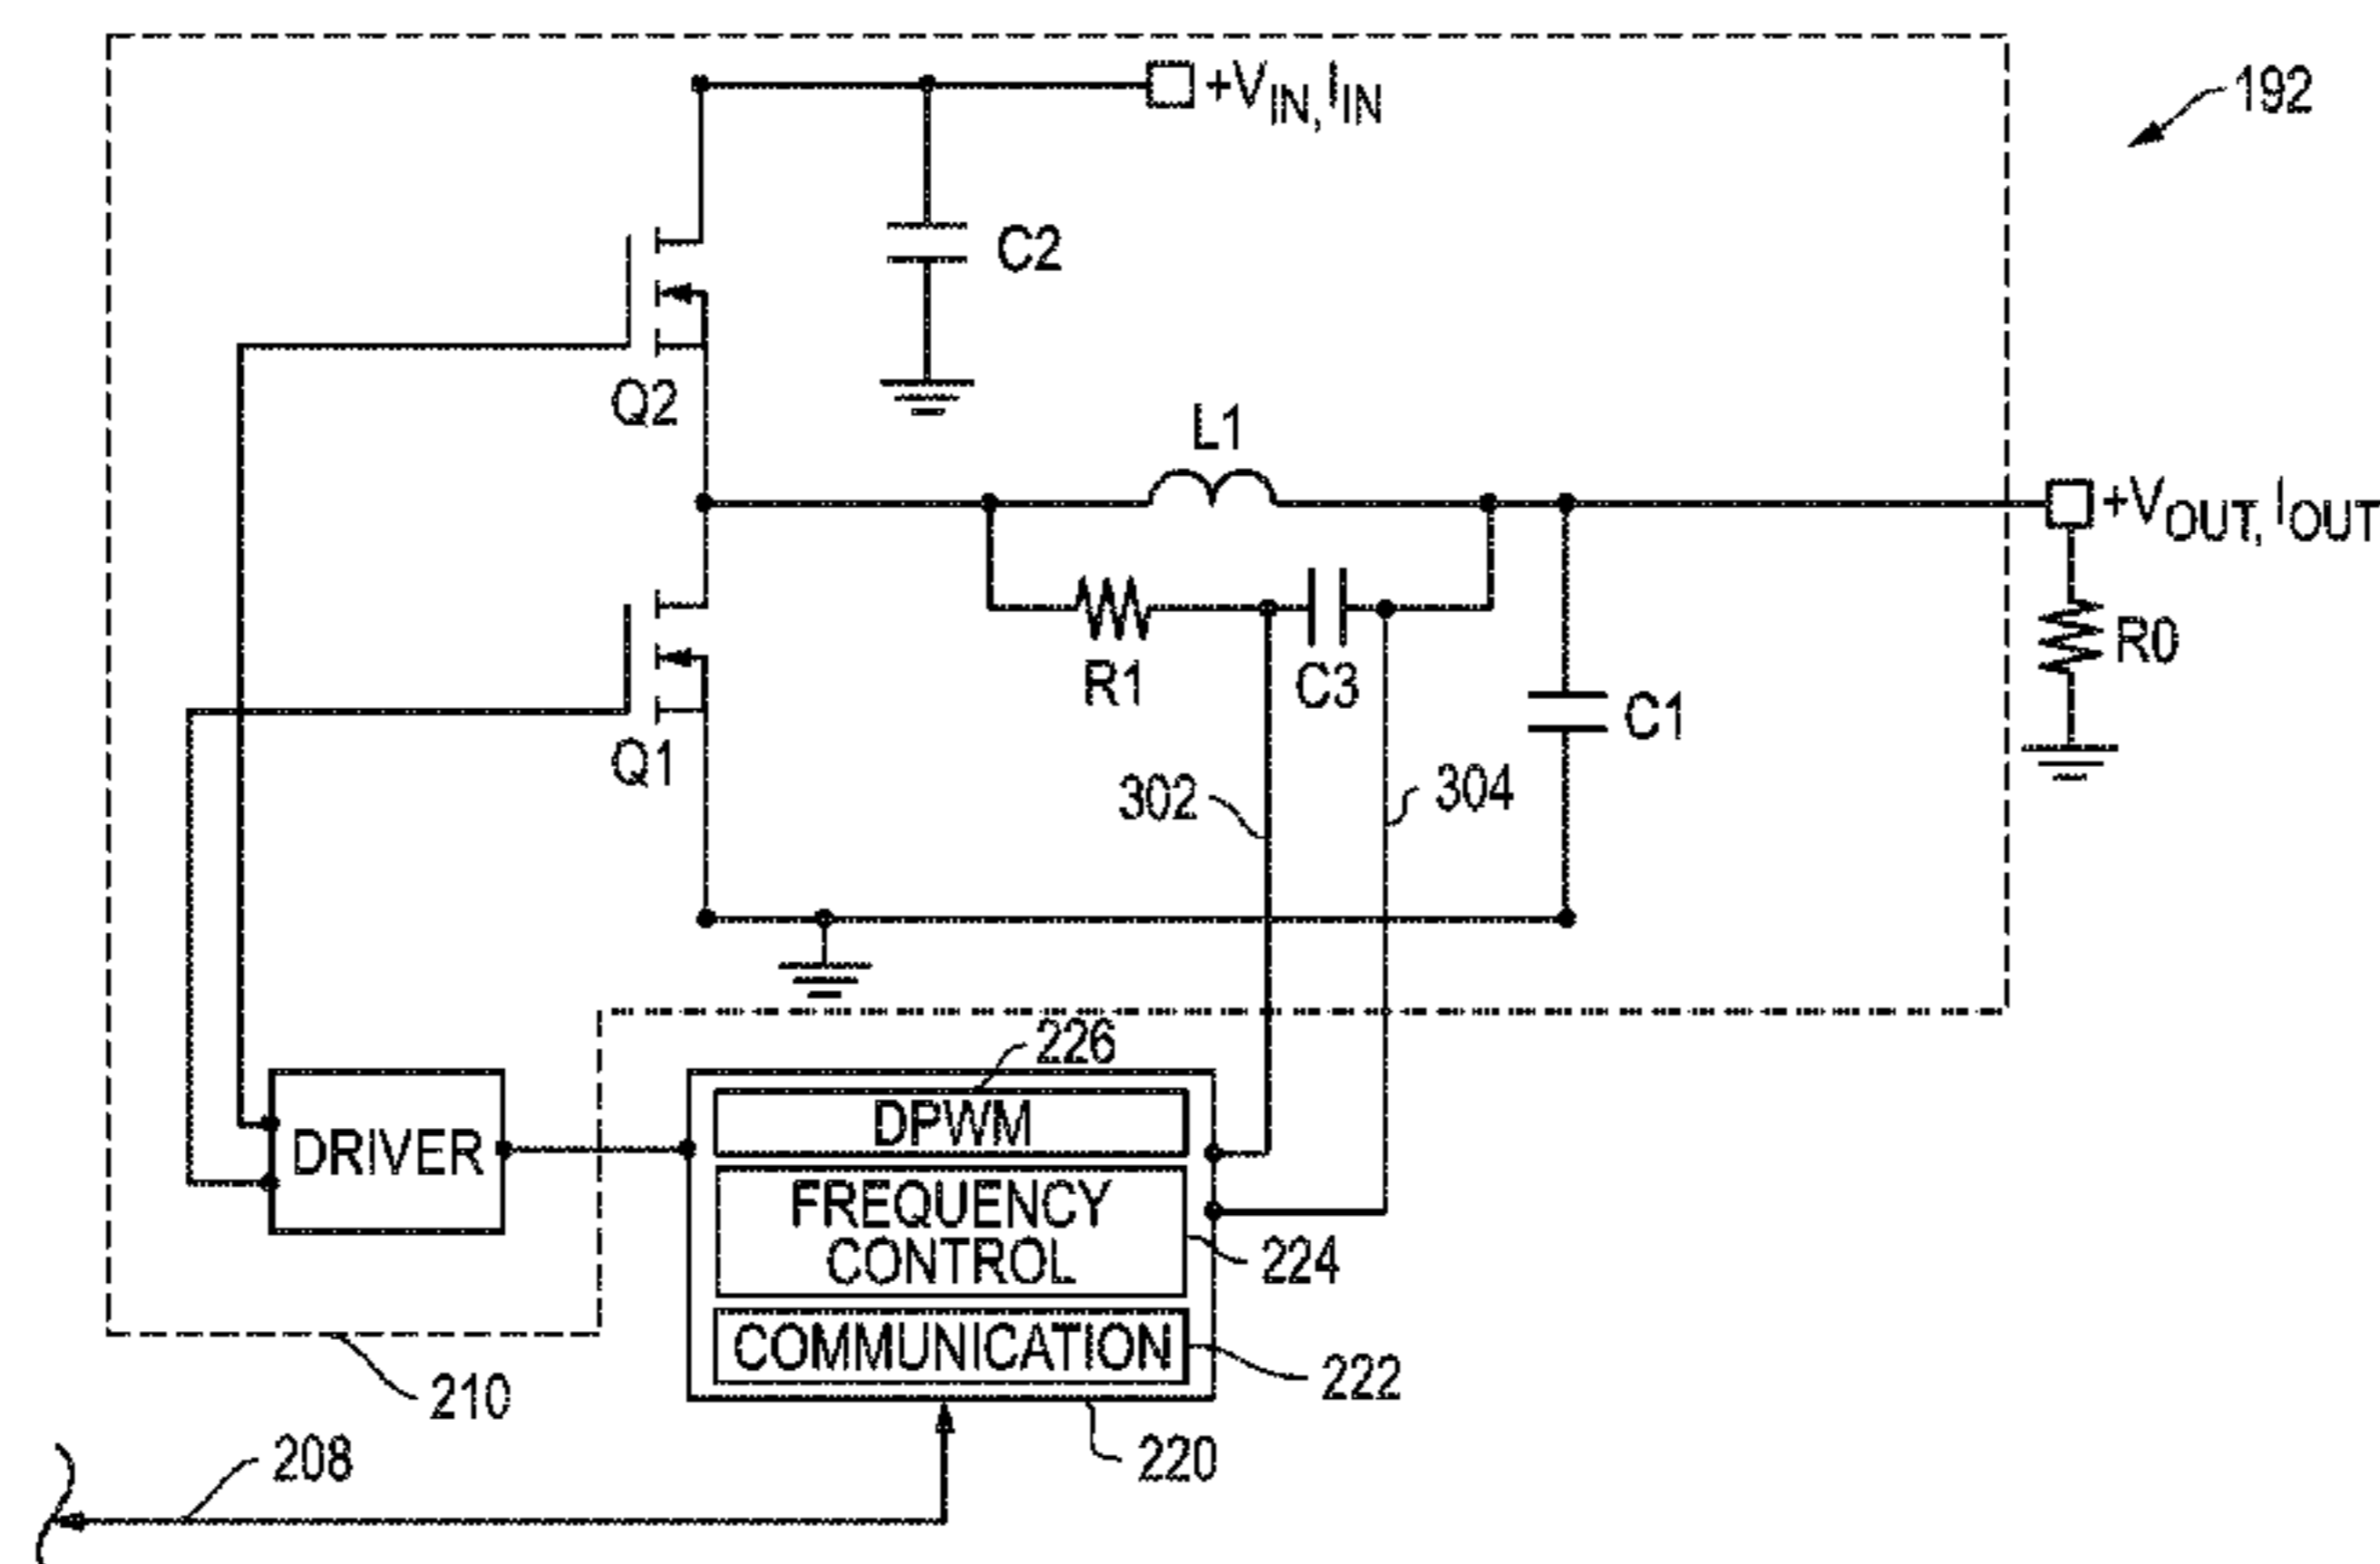 +VIN, IIN
192
C2
Q2
L1
+VOUT, IOUT
R1
C3
R0
C1
Q1
302
304
226
DPWM
DRIVER
FREQUENCY
CONTROL
224
COMMUNICATION
222
210
208
220